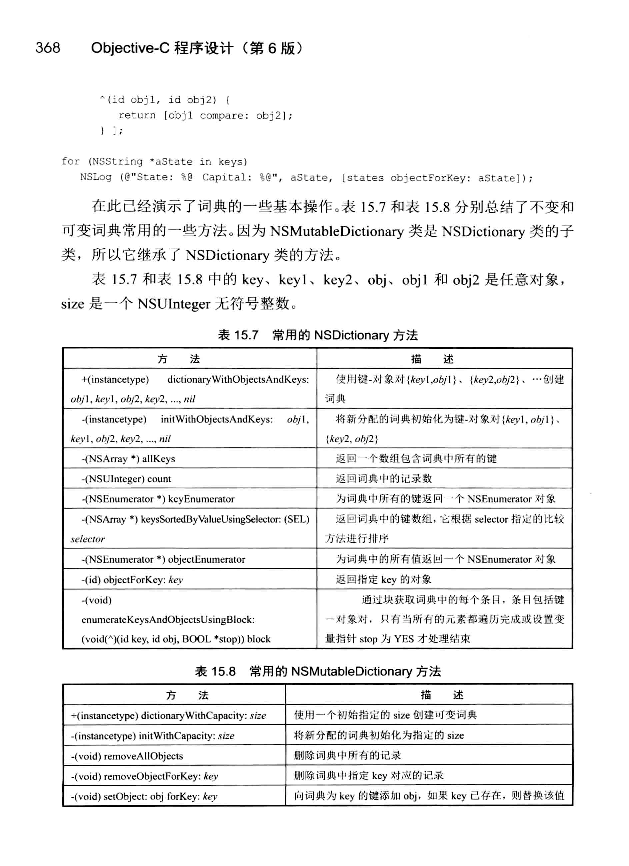 368 Objective-C 程序设计（第 6 版）
^(id obj1, id obj2) {
return [obj1 compare: obj2];
} ];
for (NSString *aState in keys)
NSLog (@"State: %@ Capital: %@", aState, [states objectForKey: aState]);
在此已经演示了词典的一些基本操作。表 15.7 和表 15.8 分别总结了不变和
可变词典常用的一些方法。因为 NSMutableDictionary 类是 NSDictionary 类的子
类，所以它继承了 NSDictionary 类的方法。
表 15.7 和表 15.8 中的 key、key1、key2、obj、obj1 和 obj2 是任意对象，
size 是一个 NSUInteger 无符号整数。
表 15.7 常用的 NSDictionary 方法
方 法 描 述
+(instancetype) dictionaryWithObjectsAndKeys: 使用键-对象对{key1,obj1}、{key2,obj2}、…创建
obj1, key1, obj2, key2, ..., nil 词典
-(instancetype) initWithObjectsAndKeys: obj1, 将新分配的词典初始化为键-对象对{key1, obj1}、
key1, obj2, key2, ..., nil {key2, obj2}
-(NSArray *) allKeys 返回一个数组包含词典中所有的键
-(NSUInteger) count 返回词典中的记录数
-(NSEnumerator *) keyEnumerator 为词典中所有的键返回一个 NSEnumerator 对象
-(NSArray *) keysSortedByValueUsingSelector: (SEL) 返回词典中的键数组，它根据 selector 指定的比较
selector 方法进行排序
-(NSEnumerator *) objectEnumerator 为词典中的所有值返回一个 NSEnumerator 对象
-(id) objectForKey: key 返回指定 key 的对象
-(void) 通过块获取词典中的每个条目，条目包括键
enumerateKeysAndObjectsUsingBlock: 一对象对，只有当所有的元素都遍历完成或设置变
(void(^)(id key, id obj, BOOL *stop)) block 量指针 stop 为 YES 才处理结束
表 15.8 常用的 NSMutableDictionary 方法
方 法 描 述
+(instancetype) dictionaryWithCapacity: size 使用一个初始指定的 size 创建可变词典
-(instancetype) initWithCapacity: size 将新分配的词典初始化为指定的 size
-(void) removeAllObjects 删除词典中所有的记录
-(void) removeObjectForKey: key 删除词典中指定 key 对应的记录
-(void) setObject: obj forKey: key 向词典为 key 的键添加 obj，如果 key 已存在，则替换该值